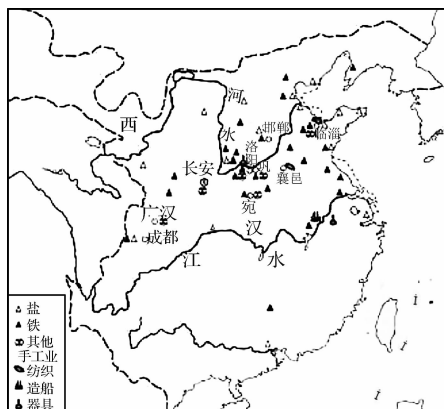 西
河
水
邯郸
临淄
洛
阳
长安
襄邑
广汉
宛
成都
汉
江
水
盐
铁
其他
手工业
纺织
造船
器具